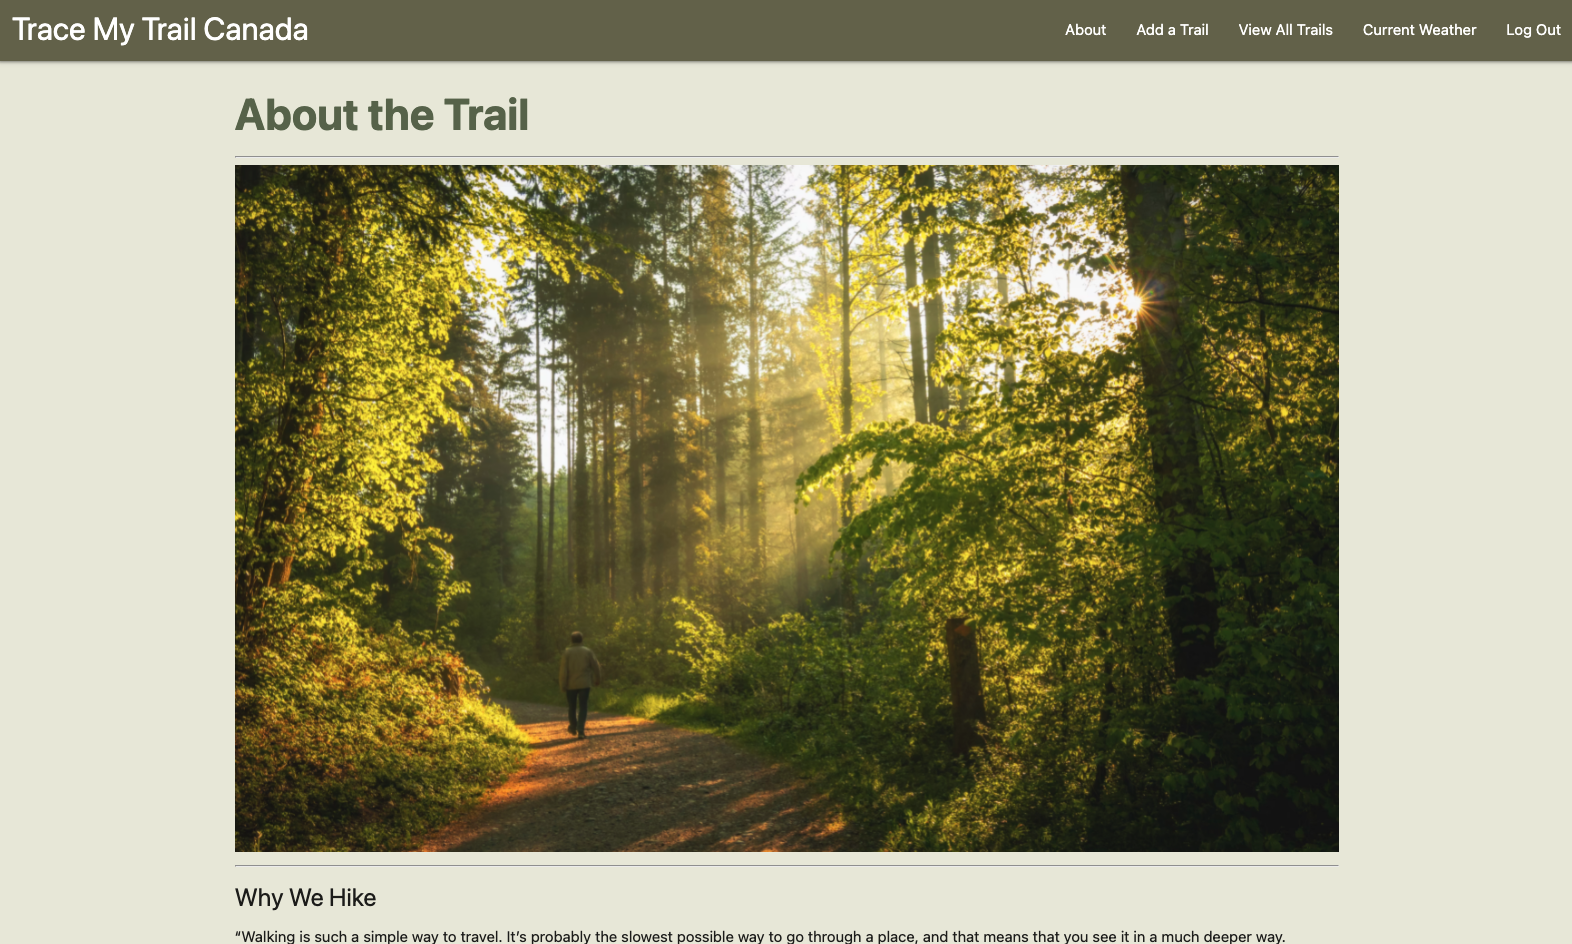 Trace My Trail Canada
About Add a Trail View All Trails Current Weather Log Out
About the Trail
Why We Hike
“Walking is such a simple way to travel. It’s probably the slowest possible way to go through a place, and that means that you see it in a much deeper way.